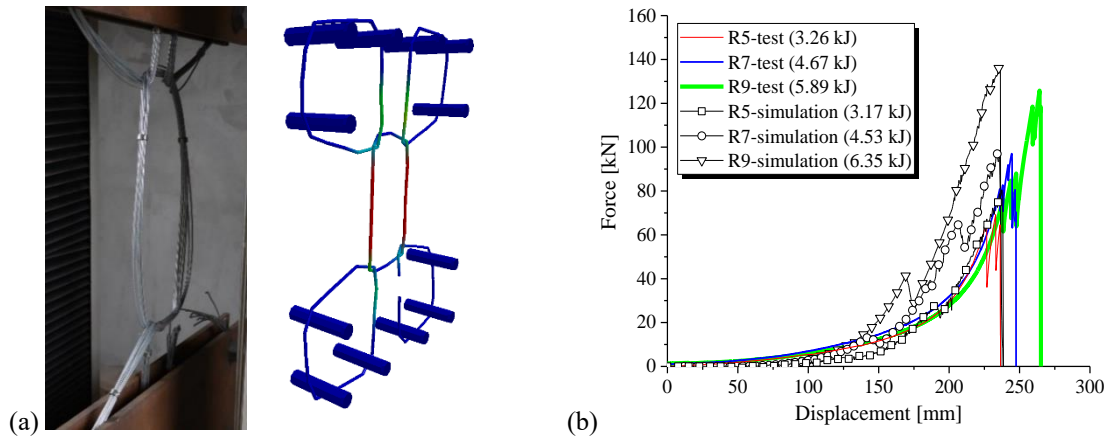 (a)
(b)
Force [kN]
160
140
120
100
80
60
40
20
0
R5-test (3.26 kJ)
R7-test (4.67 kJ)
R9-test (5.89 kJ)
R5-simulation (3.17 kJ)
R7-simulation (4.53 kJ)
R9-simulation (6.35 kJ)
0 50 100 150 200 250 300
Displacement [mm]